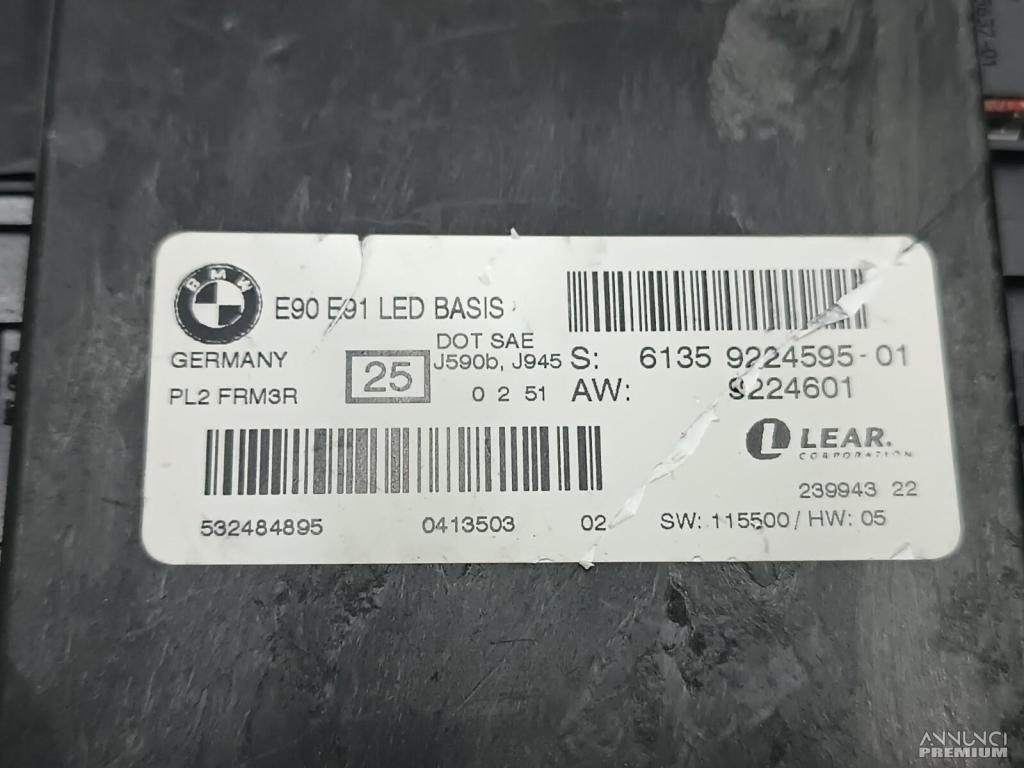 BMW
E90 E91 LED BASIS
GERMANY
PL2 FRM3R
25
DOT SAE
J590b, J945
0 2 51
S: 6135 9224595-01
AW: 9224601
LEAR.
CORPORATION
239943 22
532484895 0413503 02
SW: 115500 / HW: 05
ANNUNCI
PREMIUM